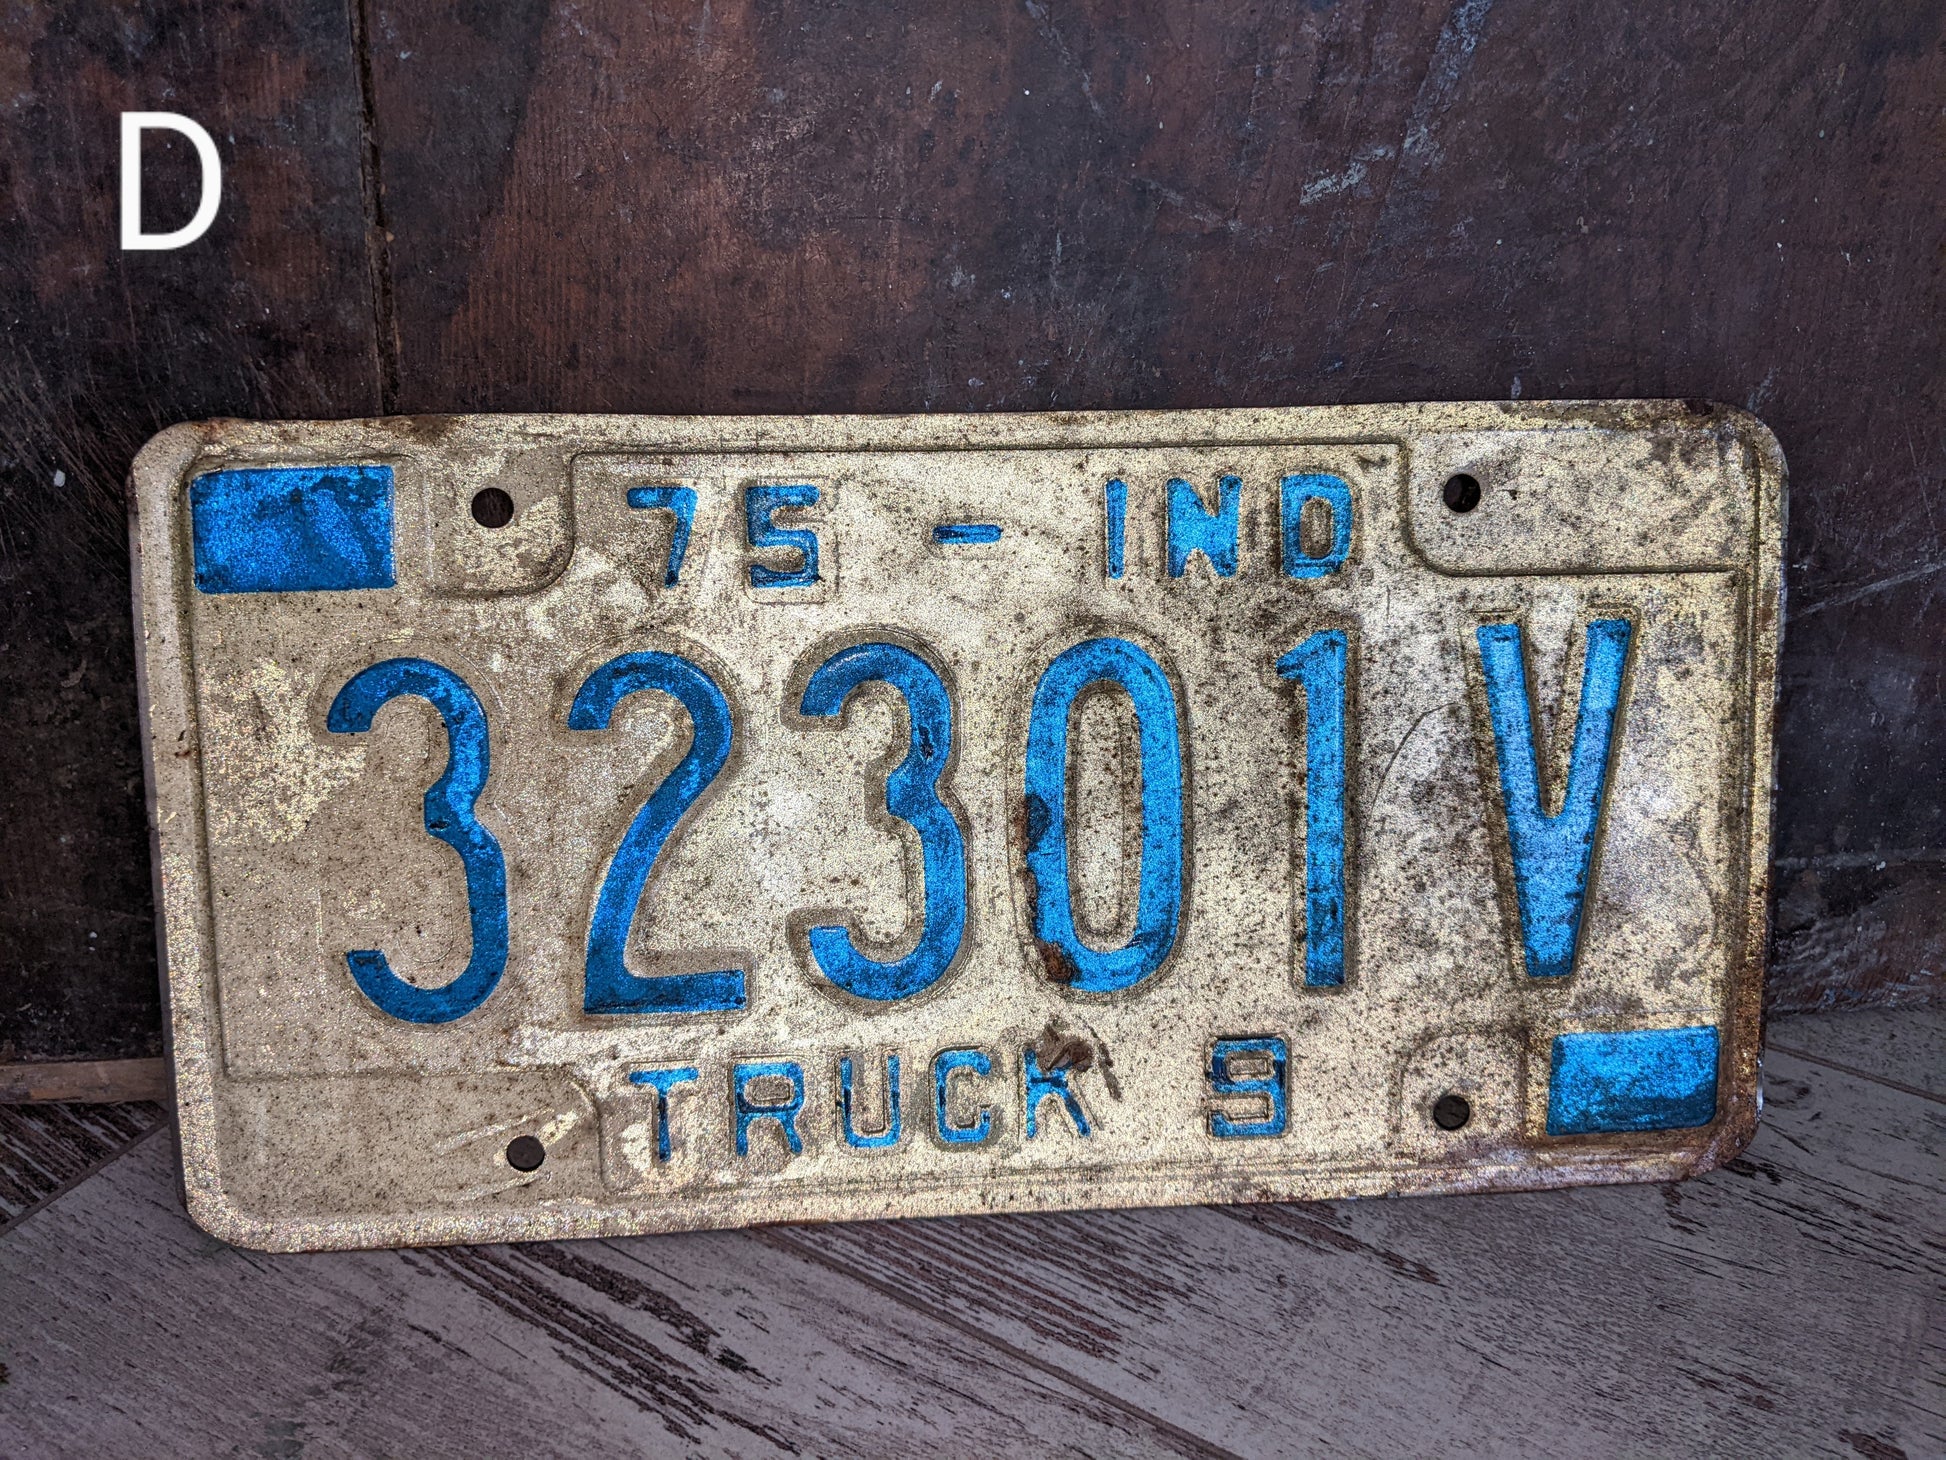 D
75 - IND
32301V
TRUCK 9